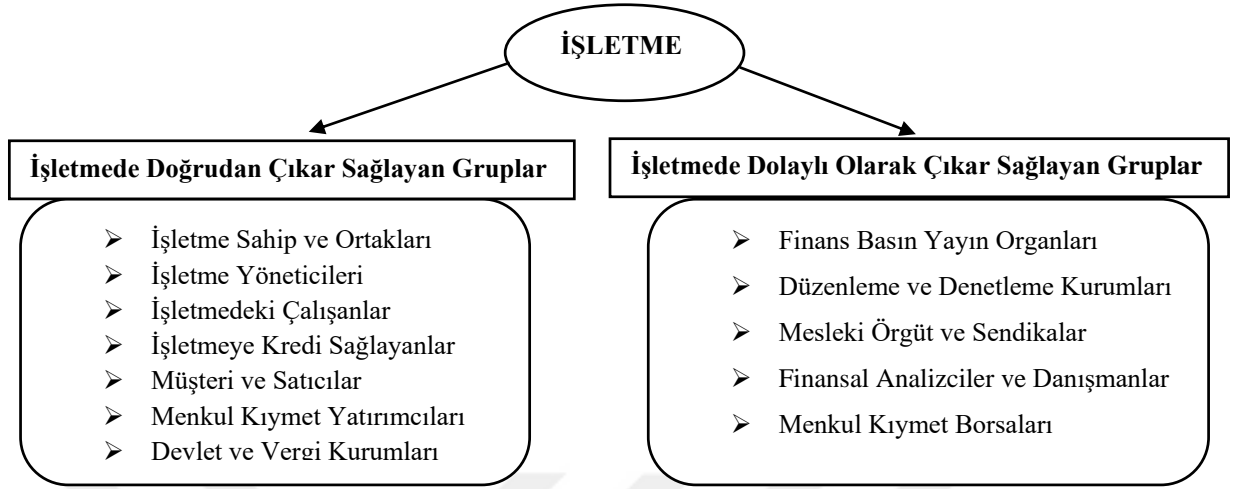 İŞLETME
İşletmede Doğrudan Çıkar Sağlayan Gruplar
➢ İşletme Sahip ve Ortakları
➢ İşletme Yöneticileri
➢ İşletmedeki Çalışanlar
➢ İşletmeye Kredi Sağlayanlar
➢ Müşteri ve Satıcılar
➢ Menkul Kıymet Yatırımcıları
➢ Devlet ve Vergi Kurumları
İşletmede Dolaylı Olarak Çıkar Sağlayan Gruplar
➢ Finans Basın Yayın Organları
➢ Düzenleme ve Denetleme Kurumları
➢ Mesleki Örgüt ve Sendikalar
➢ Finansal Analizciler ve Danışmanlar
➢ Menkul Kıymet Borsaları